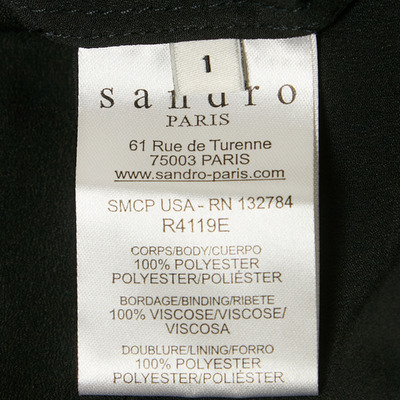 1
sandro
PARIS
61 Rue de Turenne
75003 PARIS
www.sandro-paris.com
SMCP USA - RN 132784
R4119E
CORPS/BODY/CUERPO
100% POLYESTER
POLYESTER/POLIÉSTER
BORDAGE/BINDING/RIBETE
100% VISCOSE/VISCOSE/
VISCOSA
DOUBLURE/LINING/FORRO
100% POLYESTER
POLYESTER/POLIÉSTER